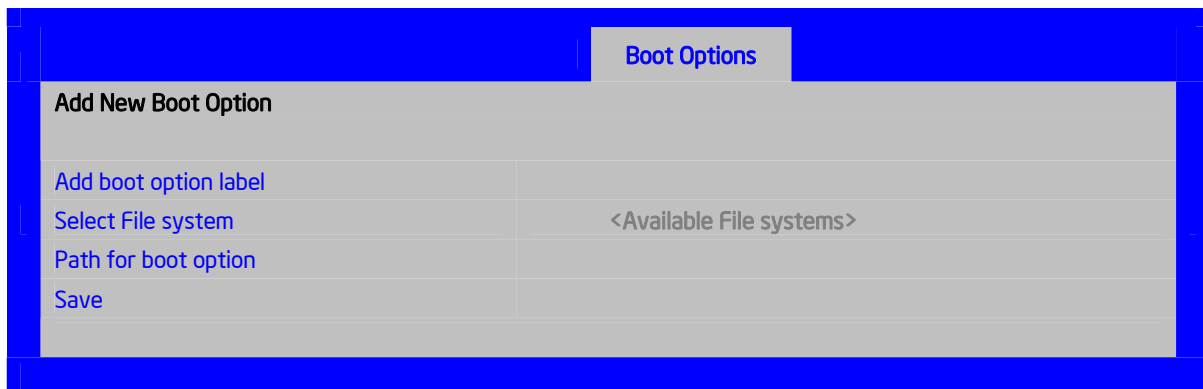 Boot Options
Add New Boot Option
Add boot option label
Select File system <Available File systems>
Path for boot option
Save